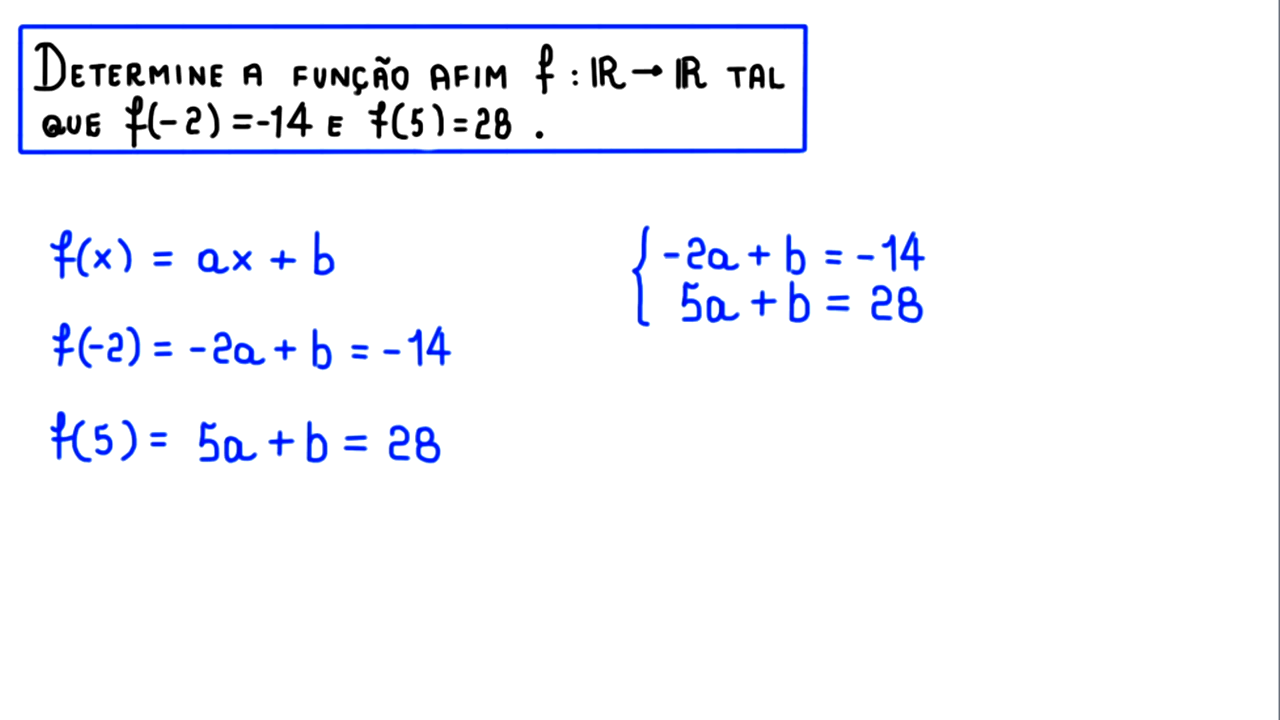 DETERMINE A FUNÇÃO AFIM f : ℝ → ℝ TAL
QUE f(-2) = -14 E f(5) = 28 .
f(x) = ax + b
f(-2) = -2a + b = -14
f(5) = 5a + b = 28
{ -2a + b = -14
5a + b = 28